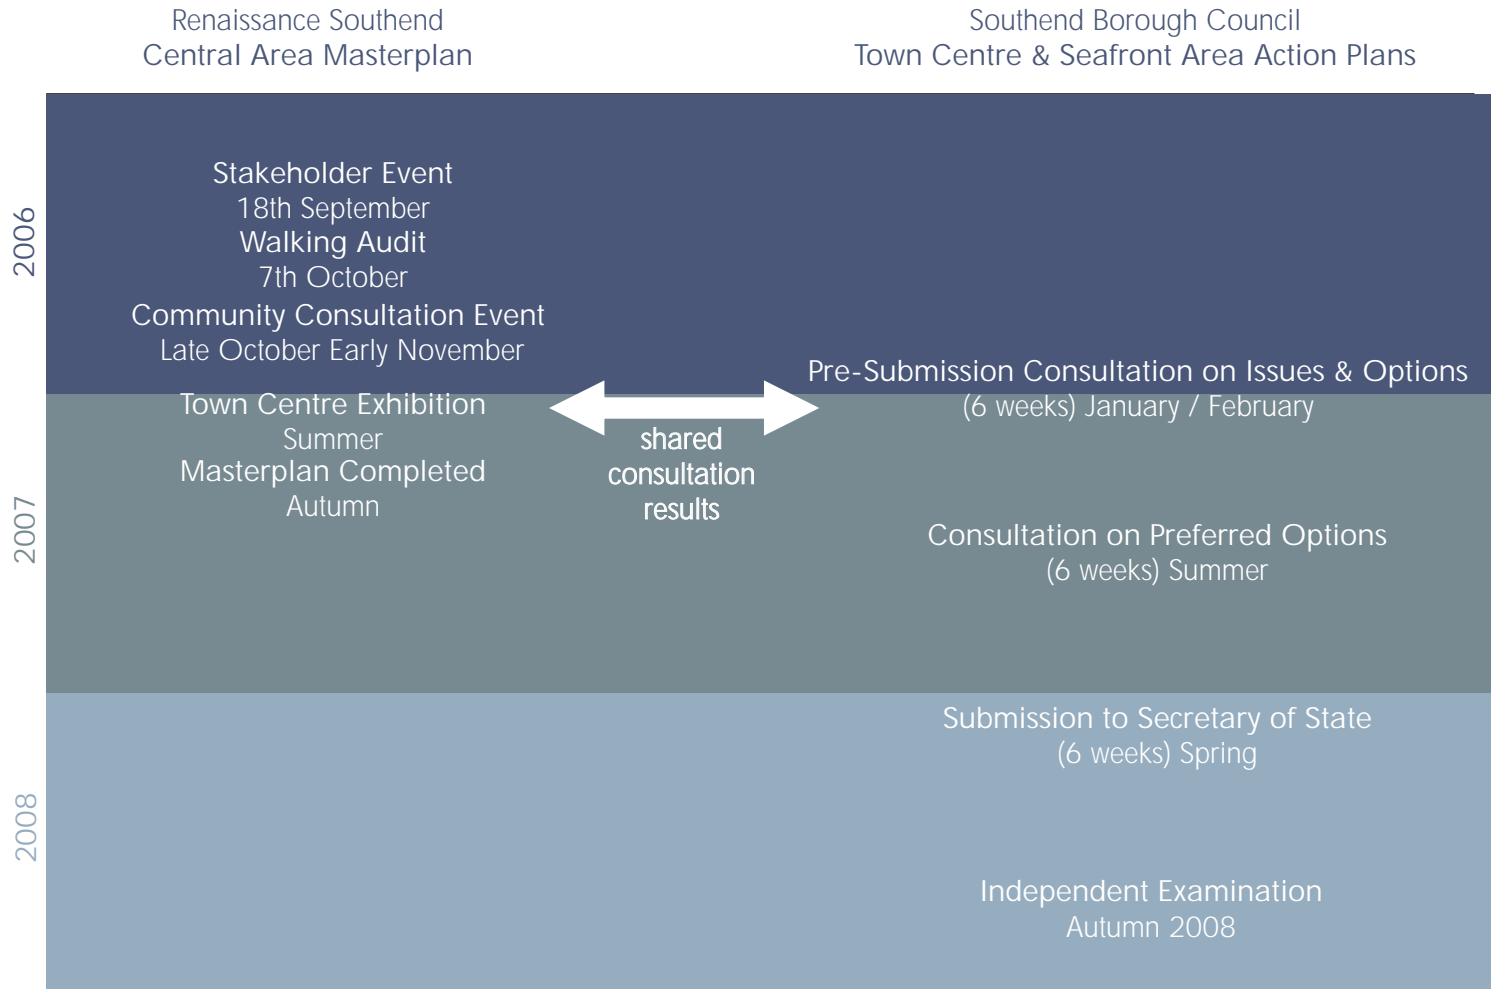 Renaissance Southend
Central Area Masterplan
Southend Borough Council
Town Centre & Seafront Area Action Plans
2006
Stakeholder Event
18th September
Walking Audit
7th October
Community Consultation Event
Late October Early November
Pre-Submission Consultation on Issues & Options
(6 weeks) January / February
2007
Town Centre Exhibition
Summer
Masterplan Completed
Autumn
shared
consultation
results
Consultation on Preferred Options
(6 weeks) Summer
2008
Submission to Secretary of State
(6 weeks) Spring
Independent Examination
Autumn 2008